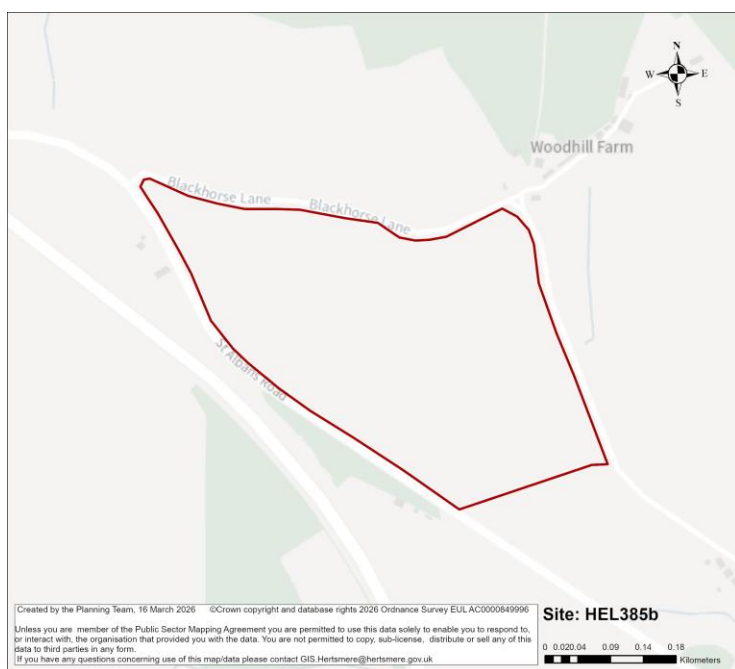 N
W E
S
Woodhill Farm
Blackhorse Lane
Blackhorse Lane
St Albans Road
Created by the Planning Team, 16 March 2026 ©Crown copyright and database rights 2026 Ordnance Survey EUL AC0000849996
Unless you are member of the Public Sector Mapping Agreement you are permitted to use this data solely to enable you to respond to,
or interact with, the organisation that provided you with the data. You are not permitted to copy, sub-license, distribute or sell any of this
data to third parties in any form.
If you have any questions concerning use of this map/data please contact GIS.Hertsmere@hertsmere.gov.uk
Site: HEL385b
0 0.020.04 0.09 0.14 0.18
Kilometers